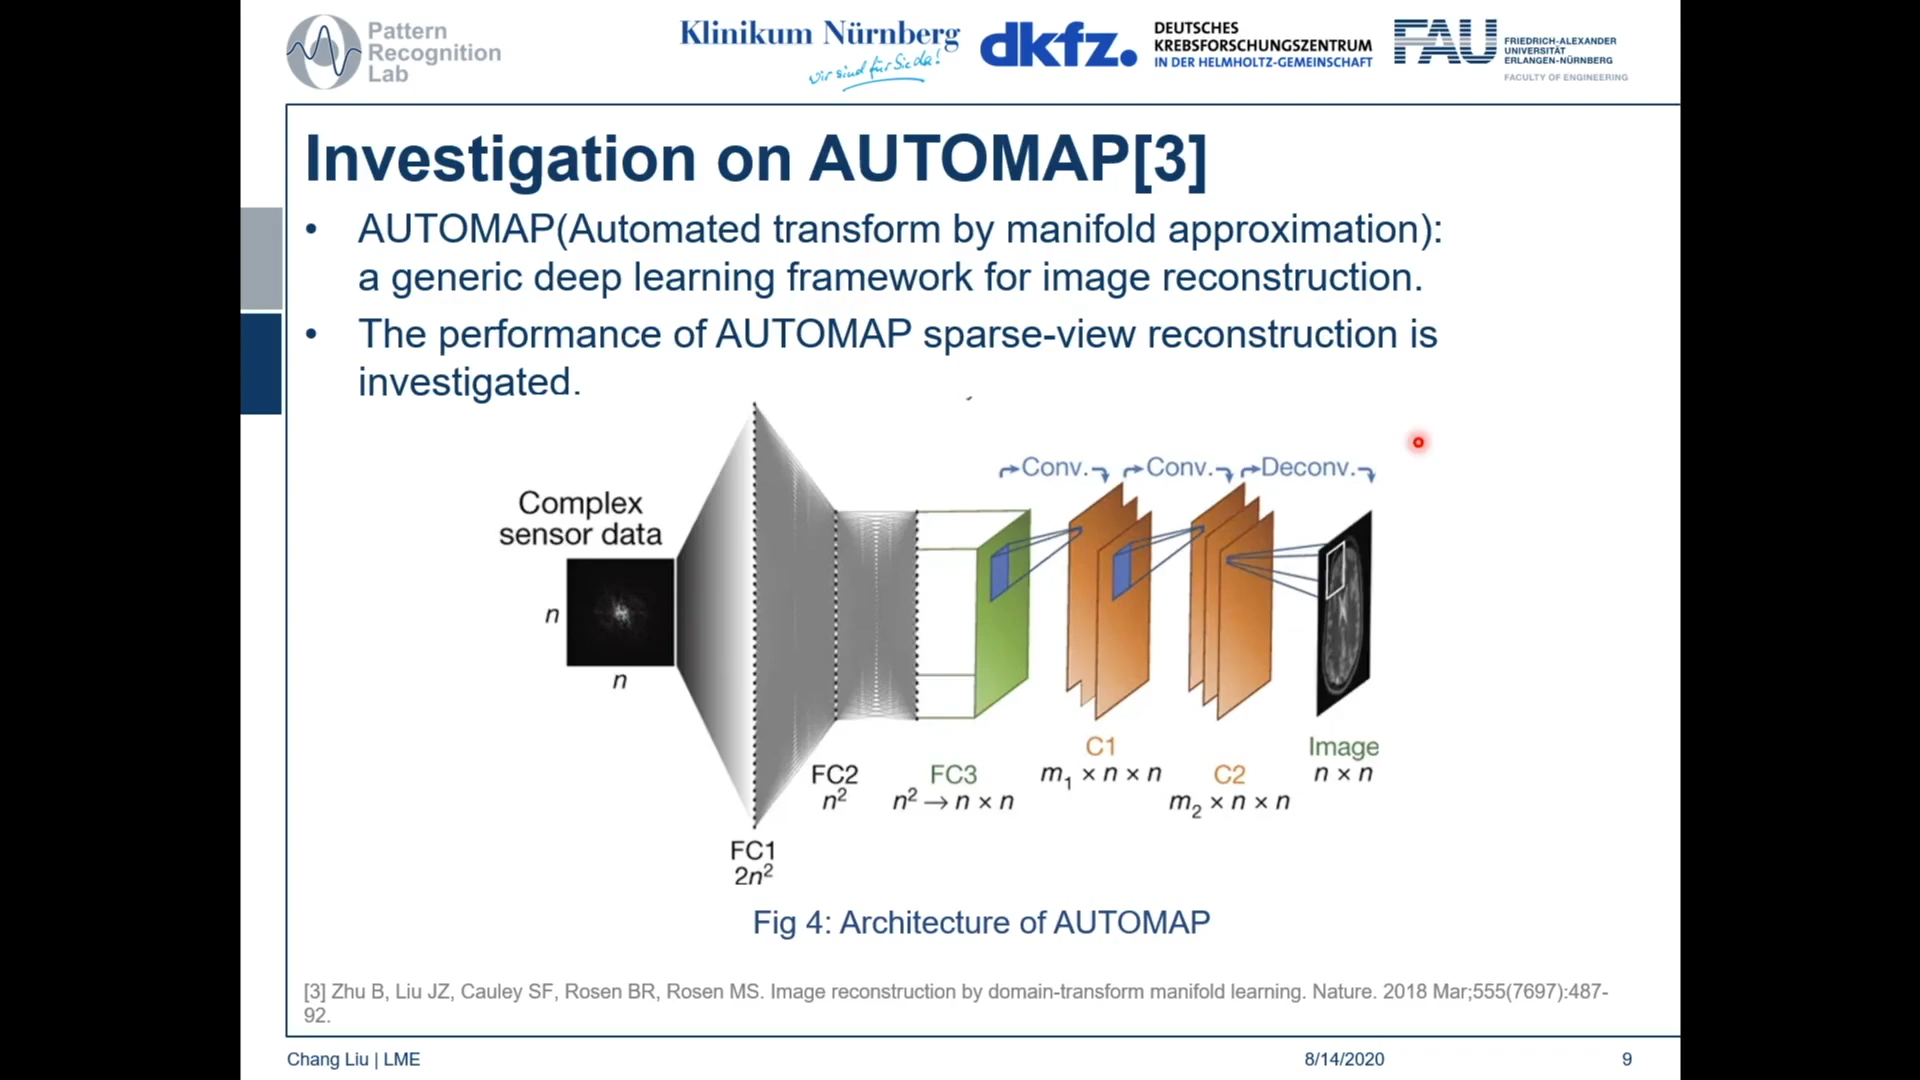 Pattern
Recognition
Lab
Klinikum Nürnberg
wir sind für Sie da!
dkfz.
DEUTSCHES
KREBSFORSCHUNGSZENTRUM
IN DER HELMHOLTZ-GEMEINSCHAFT
FAU
FRIEDRICH-ALEXANDER
UNIVERSITÄT
ERLANGEN-NÜRNBERG
FACULTY OF ENGINEERING
Investigation on AUTOMAP[3]
• AUTOMAP(Automated transform by manifold approximation):
a generic deep learning framework for image reconstruction.
• The performance of AUTOMAP sparse-view reconstruction is
investigated.
Conv. Conv. Deconv.
Complex
sensor data
n
n
FC1
2n²
FC2
n²
FC3
n² → n × n
C1
m₁ × n × n
C2
m₂ × n × n
Image
n × n
Fig 4: Architecture of AUTOMAP
[3] Zhu B, Liu JZ, Cauley SF, Rosen BR, Rosen MS. Image reconstruction by domain-transform manifold learning. Nature. 2018 Mar;555(7697):487-
92.
Chang Liu | LME
8/14/2020
9